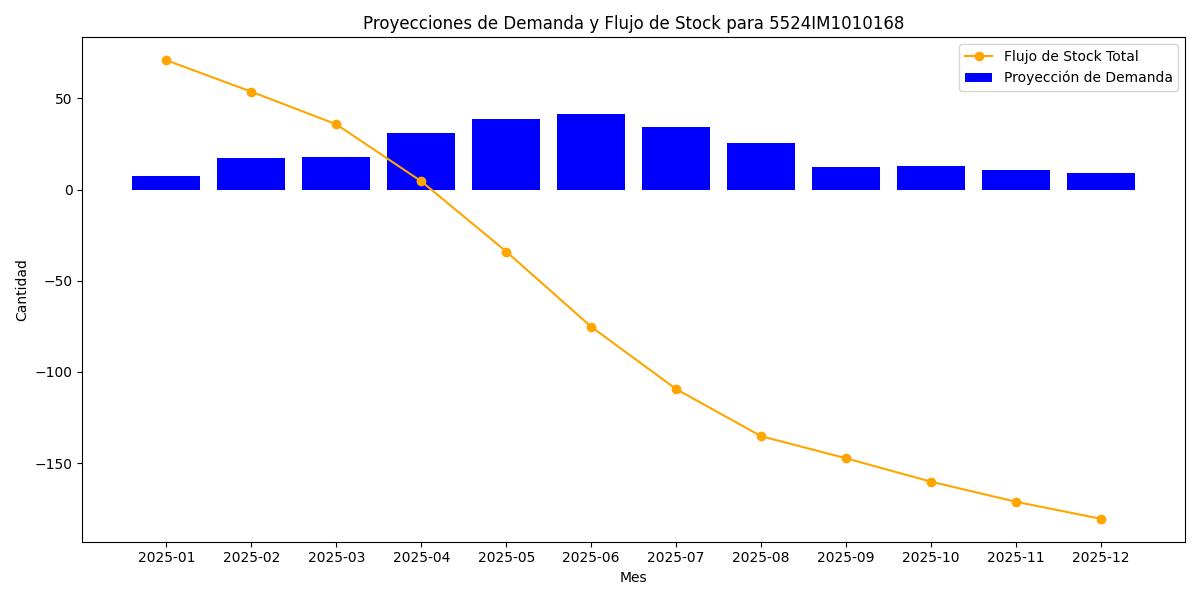 Proyecciones de Demanda y Flujo de Stock para 5524IM1010168
Flujo de Stock Total
Proyección de Demanda
Cantidad
50
0
−50
−100
−150
2025-01 2025-02 2025-03 2025-04 2025-05 2025-06 2025-07 2025-08 2025-09 2025-10 2025-11 2025-12
Mes